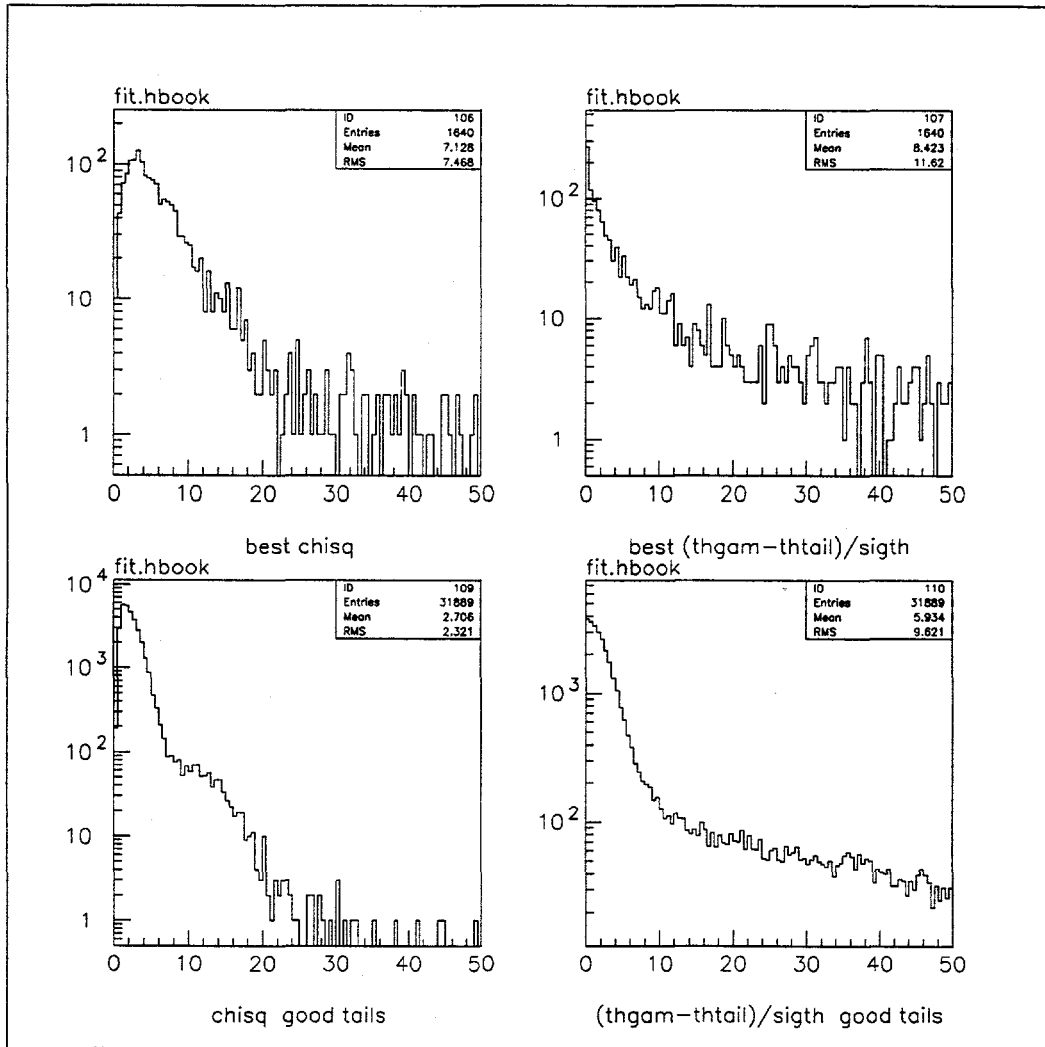 fit.hbook
ID 106
Entries 1640
Mean 7.128
RMS 7.468
10^2
10
1
0 10 20 30 40 50
best chisq
fit.hbook
ID 107
Entries 1640
Mean 8.423
RMS 11.62
10^2
10
1
0 10 20 30 40 50
best (thgam-thtail)/sigth
fit.hbook
ID 109
Entries 31889
Mean 2.706
RMS 2.321
10^4
10^3
10^2
10
1
0 10 20 30 40 50
chisq good tails
fit.hbook
ID 110
Entries 31889
Mean 5.934
RMS 9.621
10^3
10^2
0 10 20 30 40 50
(thgam-thtail)/sigth good tails